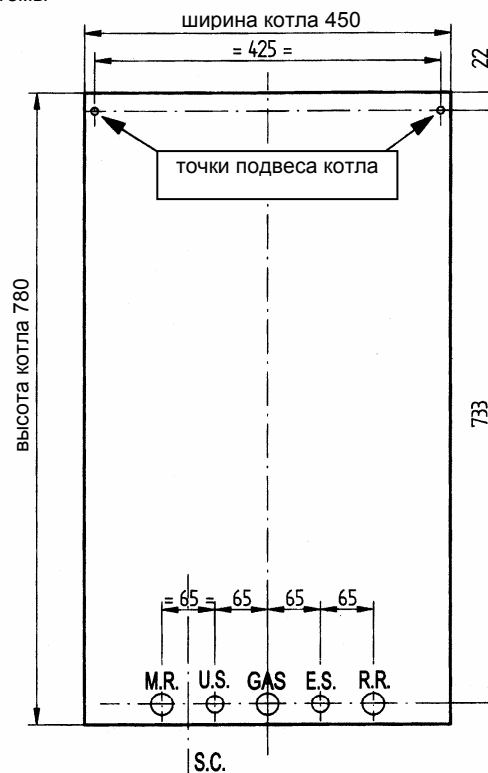 ширина котла 450
= 425 =
22
точки подвеса котла
высота котла 780
733
= 65 = 65 65 65
M.R. U.S. GAS E.S. R.R.
S.C.